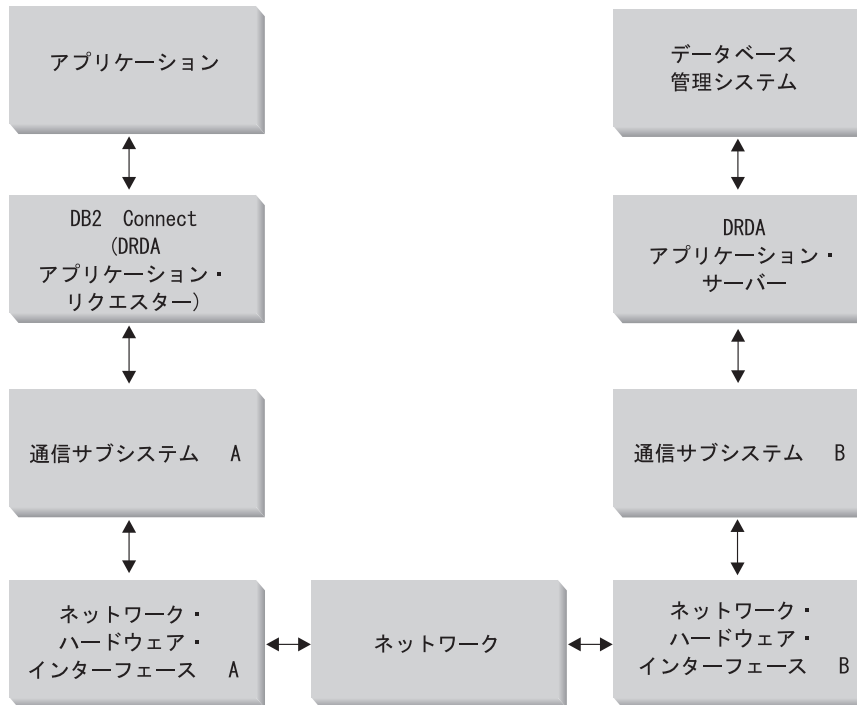 アプリケーション
データベース
管理システム
DB2 Connect
(DRDA
アプリケーション・
リクエスター)
DRDA
アプリケーション・
サーバー
通信サブシステム A
通信サブシステム B
ネットワーク・
ハードウェア・
インターフェース A
ネットワーク
ネットワーク・
ハードウェア・
インターフェース B